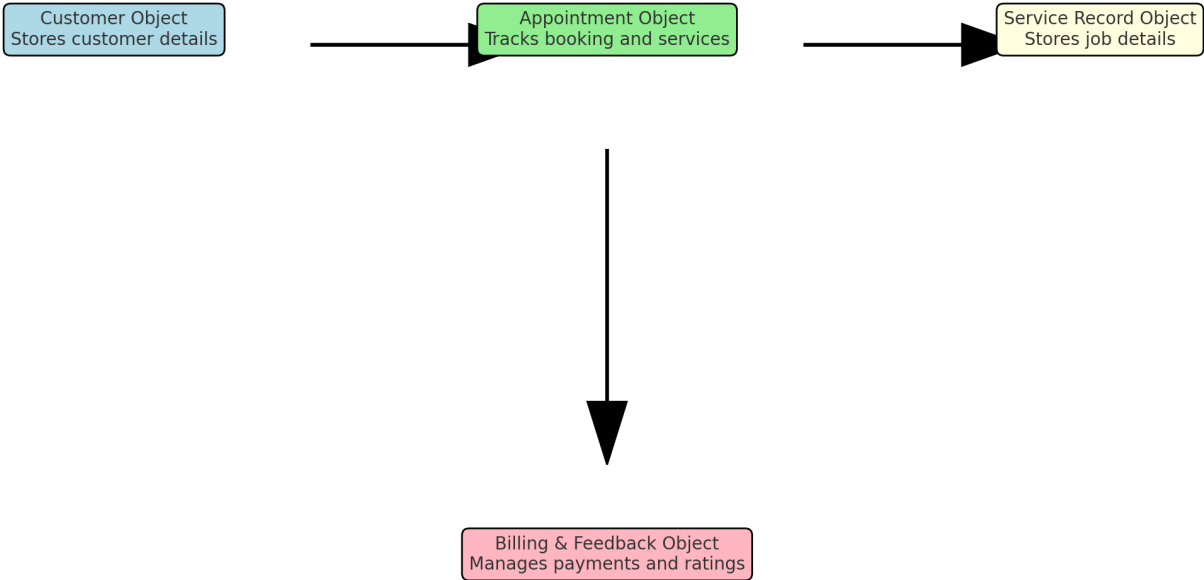 Customer Object
Stores customer details
Appointment Object
Tracks booking and services
Service Record Object
Stores job details
Billing & Feedback Object
Manages payments and ratings